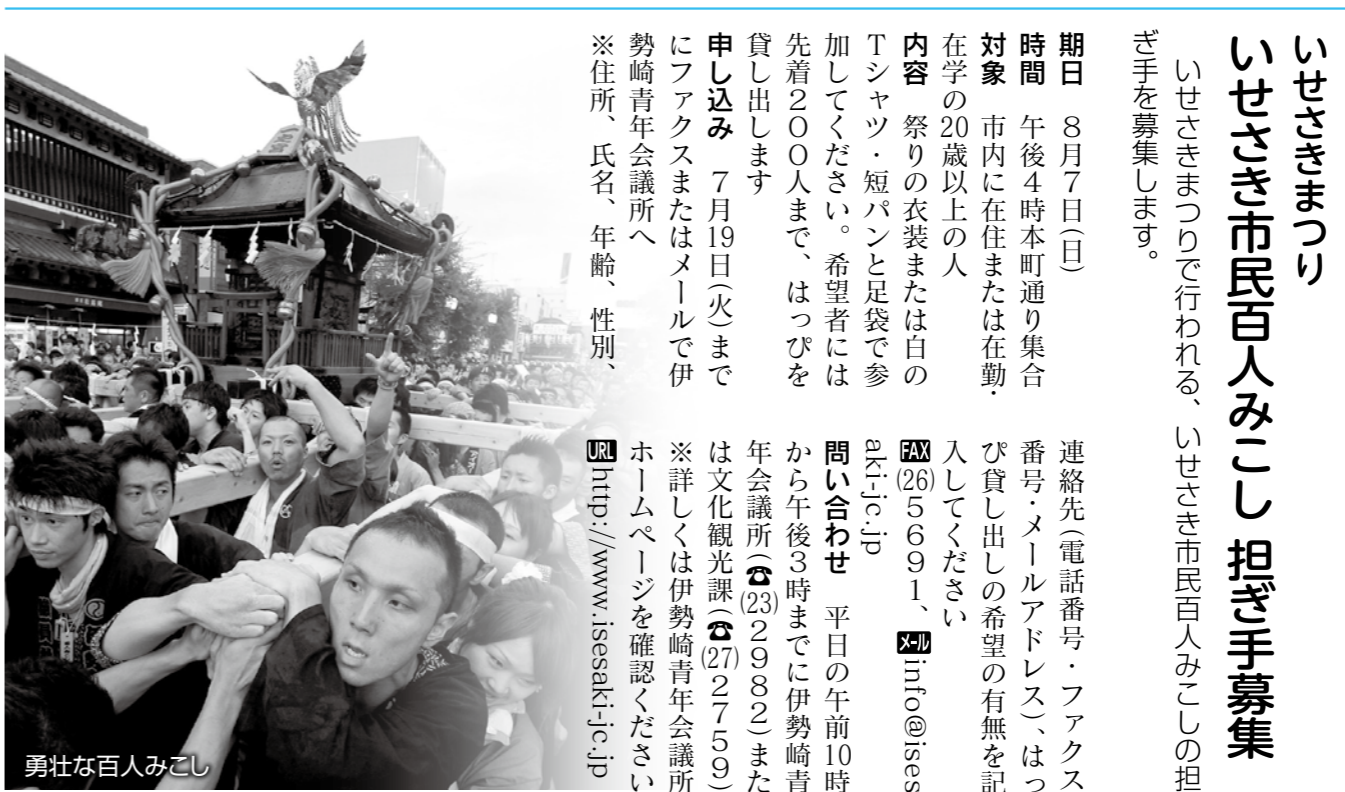 いせさきまつり
いせさき市民百人みこし 担ぎ手募集
いせさきまつりで行われる、いせさき市民百人みこしの担
ぎ手を募集します。
期日 8月7日(日)
時間 午後4時本町通り集合
対象 市内に在住または在勤・
在学の20歳以上の人
内容 祭りの衣装または白の
Tシャツ・短パンと足袋で参
加してください。希望者には
先着200人まで、はっぴを
貸し出します
申し込み 7月19日(火)まで
にファクスまたはメールで伊
勢崎青年会議所へ
※住所、氏名、年齢、性別、
連絡先(電話番号・ファクス
番号・メールアドレス)、はっ
ぴ貸し出しの希望の有無を記
入してください
FAX(26)5691、メールinfo@ises
aki-jc.jp
問い合わせ 平日の午前10時
から午後3時までに伊勢崎青
年会議所(☎(23)2982)また
は文化観光課(☎(27)2759)
※詳しくは伊勢崎青年会議所
ホームページを確認ください
URL http://www.isesaki-jc.jp
勇壮な百人みこし